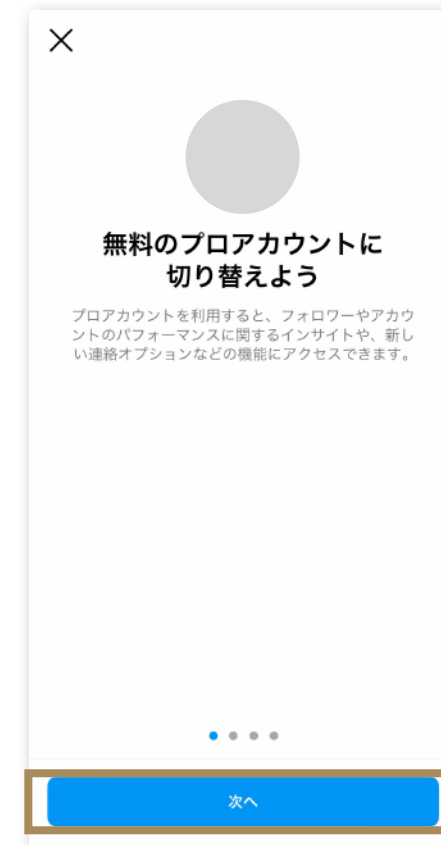 無料のプロアカウントに
切り替えよう
プロアカウントを利用すると、フォロワーやアカウ
ントのパフォーマンスに関するインサイトや、新し
い連絡オプションなどの機能にアクセスできます。
次へ